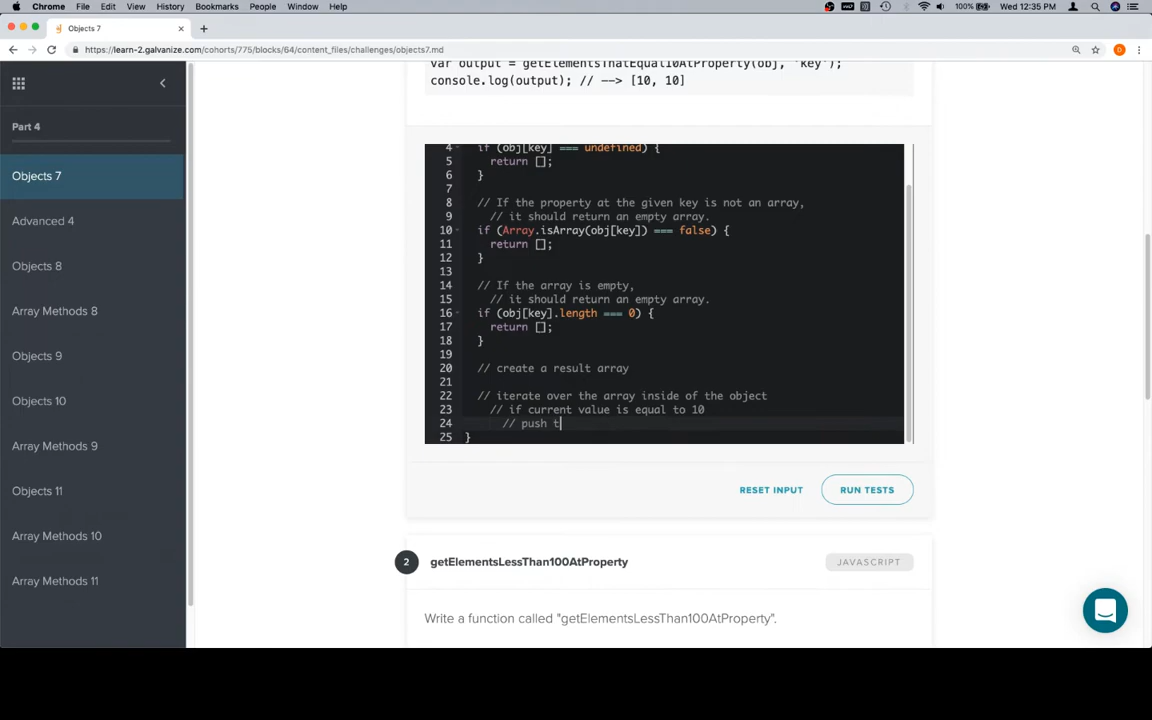 Chrome File Edit View History Bookmarks People Window Help 100% Wed 12:35 PM
Objects 7
https://learn-2.galvanize.com/cohorts/775/blocks/64/content_files/challenges/objects7.md
Part 4
Objects 7
Advanced 4
Objects 8
Array Methods 8
Objects 9
Objects 10
Array Methods 9
Objects 11
Array Methods 10
Array Methods 11
var output = getElementsThatEqual10AtProperty(obj, 'key');
console.log(output); // --> [10, 10]
4 if (obj[key] === undefined) {
5 return [];
6 }
7
8 // If the property at the given key is not an array,
9 // it should return an empty array.
10 if (Array.isArray(obj[key]) === false) {
11 return [];
12 }
13
14 // If the array is empty,
15 // it should return an empty array.
16 if (obj[key].length === 0) {
17 return [];
18 }
19
20 // create a result array
21
22 // iterate over the array inside of the object
23 // if current value is equal to 10
24 // push t
25 }
RESET INPUT RUN TESTS
2 getElementsLessThan100AtProperty JAVASCRIPT
Write a function called "getElementsLessThan100AtProperty".